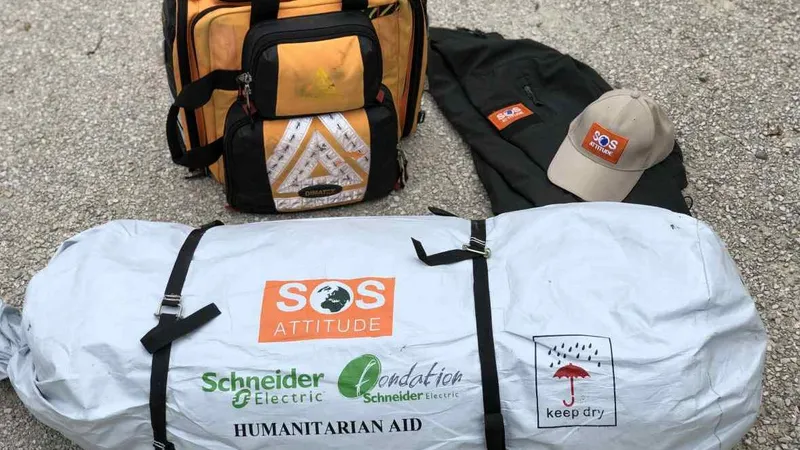 SOS
ATTITUDE
SOS
ATTITUDE
Schneider
Electric
Fondation
Schneider Electric
HUMANITARIAN AID
keep dry